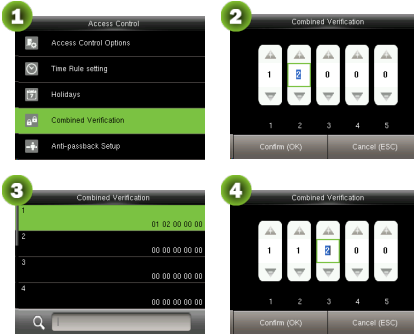 1
Access Control
Access Control Options
Time Rule setting
Holidays
Combined Verification
Anti-passback Setup
2
Combined Verification
1 2 0 0 0
1 2 3 4 5
Confirm (OK) Cancel (ESC)
3
Combined Verification
1
01 02 00 00 00
2
00 00 00 00 00
3
00 00 00 00 00
4
00 00 00 00 00
4
Combined Verification
1 1 2 0 0
1 2 3 4 5
Confirm (OK) Cancel (ESC)